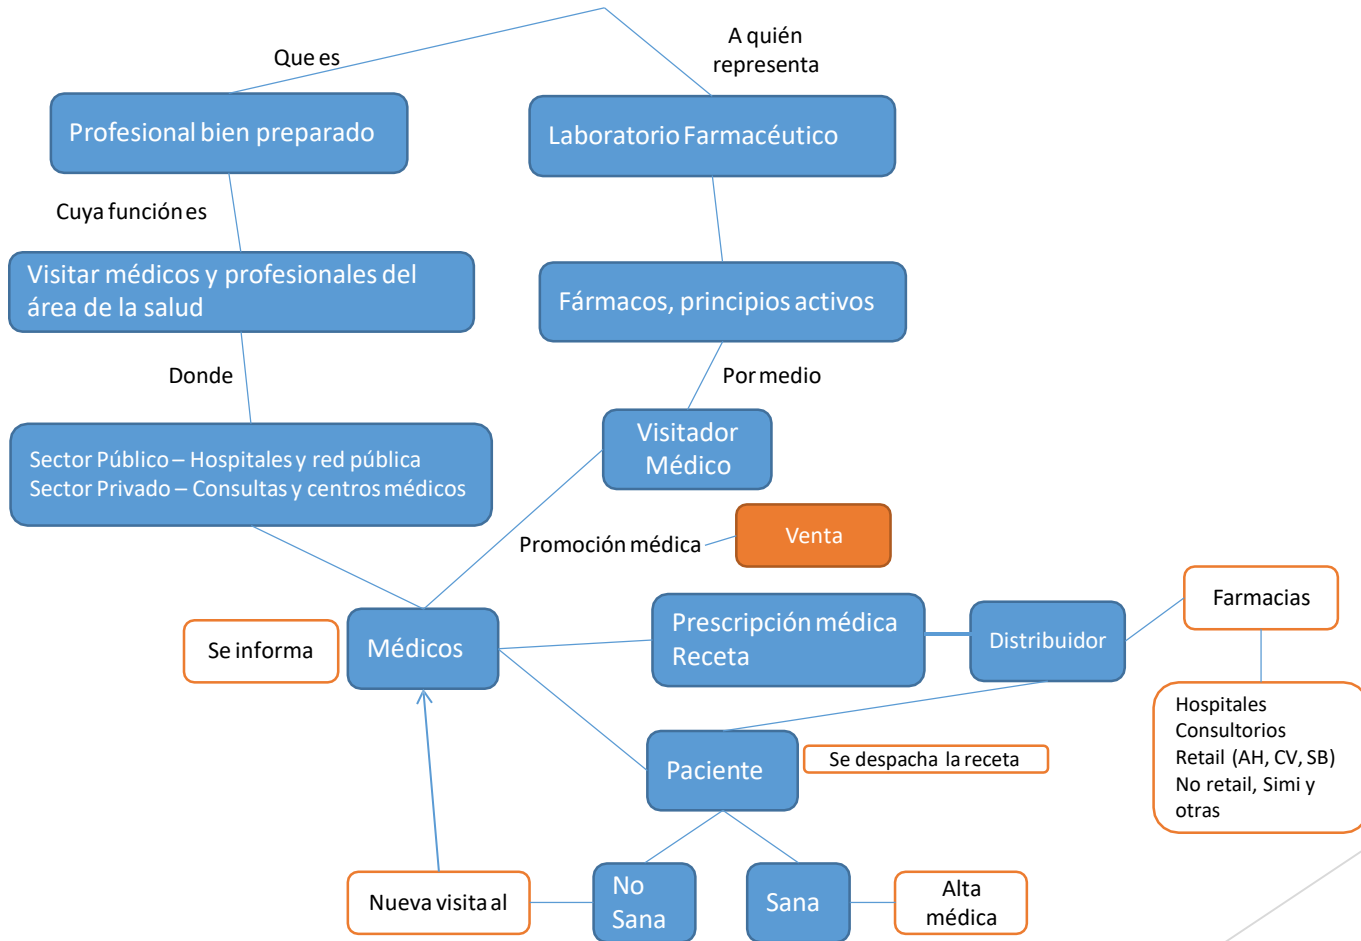 Que es
A quién
representa
Profesional bien preparado
Laboratorio Farmacéutico
Cuya función es
Visitar médicos y profesionales del
área de la salud
Fármacos, principios activos
Donde
Por medio
Sector Público – Hospitales y red pública
Sector Privado – Consultas y centros médicos
Visitador
Médico
Promoción médica
Venta
Se informa
Médicos
Prescripción médica
Receta
Distribuidor
Farmacias
Hospitales
Consultorios
Retail (AH, CV, SB)
No retail, Simi y
otras
Paciente
Se despacha la receta
Nueva visita al
No
Sana
Sana
Alta
médica